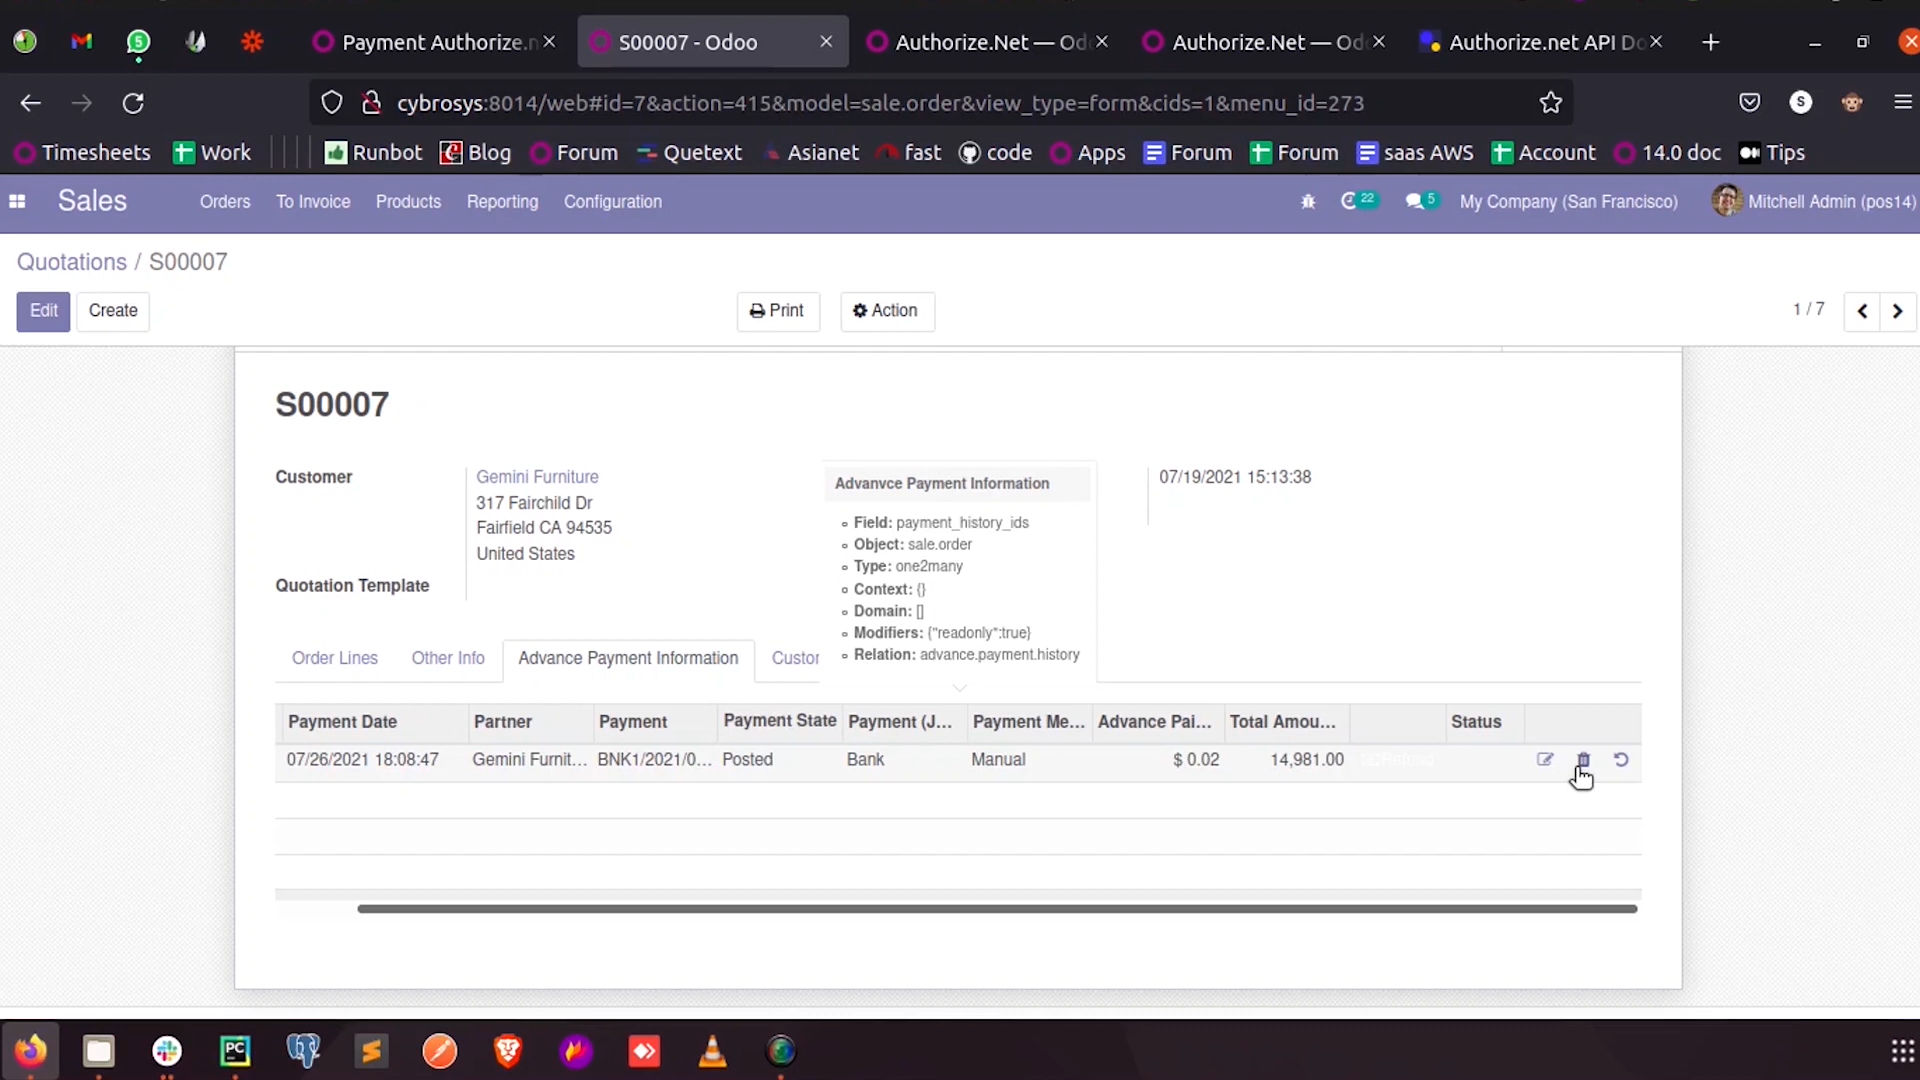 5
Payment Authorize.n
S00007 - Odoo
Authorize.Net — Od
Authorize.Net — Od
Authorize.net API Do
cybrosys:8014/web#id=7&action=415&model=sale.order&view_type=form&cids=1&menu_id=273
S
Timesheets Work Runbot Blog Forum Quetext Asianet fast code Apps Forum Forum saas AWS Account 14.0 doc Tips
Sales Orders To Invoice Products Reporting Configuration 22 5 My Company (San Francisco) Mitchell Admin (pos14)
Quotations / S00007
Edit Create Print Action 1 / 7
S00007
Customer Gemini Furniture
317 Fairchild Dr
Fairfield CA 94535
United States
07/19/2021 15:13:38
Quotation Template
Advanvce Payment Information
Field: payment_history_ids
Object: sale.order
Type: one2many
Context: {}
Domain: []
Modifiers: {"readonly":true}
Relation: advance.payment.history
Order Lines Other Info Advance Payment Information Custor
Payment Date Partner Payment Payment State Payment (J... Payment Me... Advance Pai... Total Amou... Status
07/26/2021 18:08:47 Gemini Furnit... BNK1/2021/0... Posted Bank Manual $ 0.02 14,981.00
PC